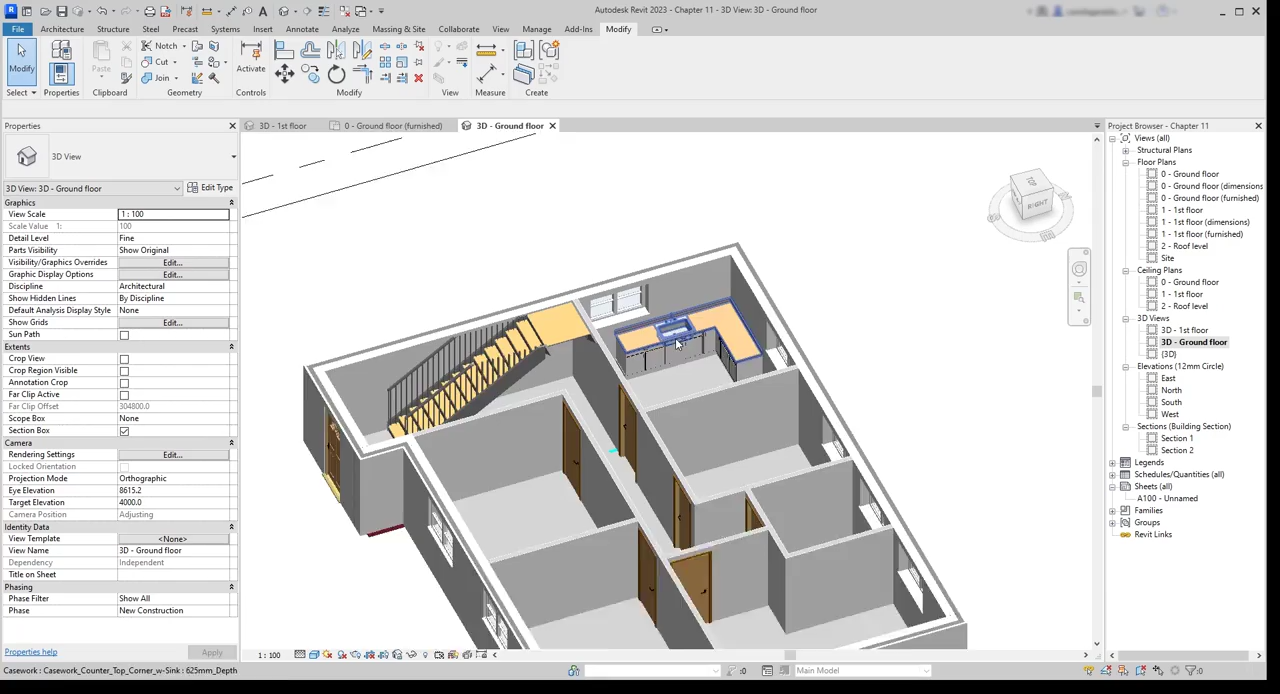 Autodesk Revit 2023 - Chapter 11 - 3D View: 3D - Ground floor
File Architecture Structure Steel Precast Systems Insert Annotate Analyze Massing & Site Collaborate View Manage Add-Ins Modify
Modify Paste Notch Cut Join Activate
Select Properties Clipboard Geometry Controls Modify View Measure Create
Properties
3D - 1st floor 0 - Ground floor (furnished) 3D - Ground floor
Project Browser - Chapter 11
3D View
3D View: 3D - Ground floor Edit Type
Graphics
View Scale 1 : 100
Scale Value 1: 100
Detail Level Fine
Parts Visibility Show Original
Visibility/Graphics Overrides Edit...
Graphic Display Options Edit...
Discipline Architectural
Show Hidden Lines By Discipline
Default Analysis Display Style None
Show Grids Edit...
Sun Path
Extents
Crop View
Crop Region Visible
Annotation Crop
Far Clip Active
Far Clip Offset 304800.0
Scope Box None
Section Box
Camera
Rendering Settings Edit...
Locked Orientation
Projection Mode Orthographic
Eye Elevation 8615.2
Target Elevation 4000.0
Camera Position Adjusting
Identity Data
View Template <None>
View Name 3D - Ground floor
Dependency Independent
Title on Sheet
Phasing
Phase Filter Show All
Phase New Construction
Properties help Apply
RIGHT
Views (all)
Structural Plans
Floor Plans
0 - Ground floor
0 - Ground floor (dimensions
0 - Ground floor (furnished)
1 - 1st floor
1 - 1st floor (dimensions)
1 - 1st floor (furnished)
2 - Roof level
Site
Ceiling Plans
0 - Ground floor
1 - 1st floor
2 - Roof level
3D Views
3D - 1st floor
3D - Ground floor
{3D}
Elevations (12mm Circle)
East
North
South
West
Sections (Building Section)
Section 1
Section 2
Legends
Schedules/Quantities (all)
Sheets (all)
A100 - Unnamed
Families
Groups
Revit Links
1 : 100
Casework : Casework_Counter_Top_Corner_w-Sink : 625mm_Depth
:0 Main Model :0